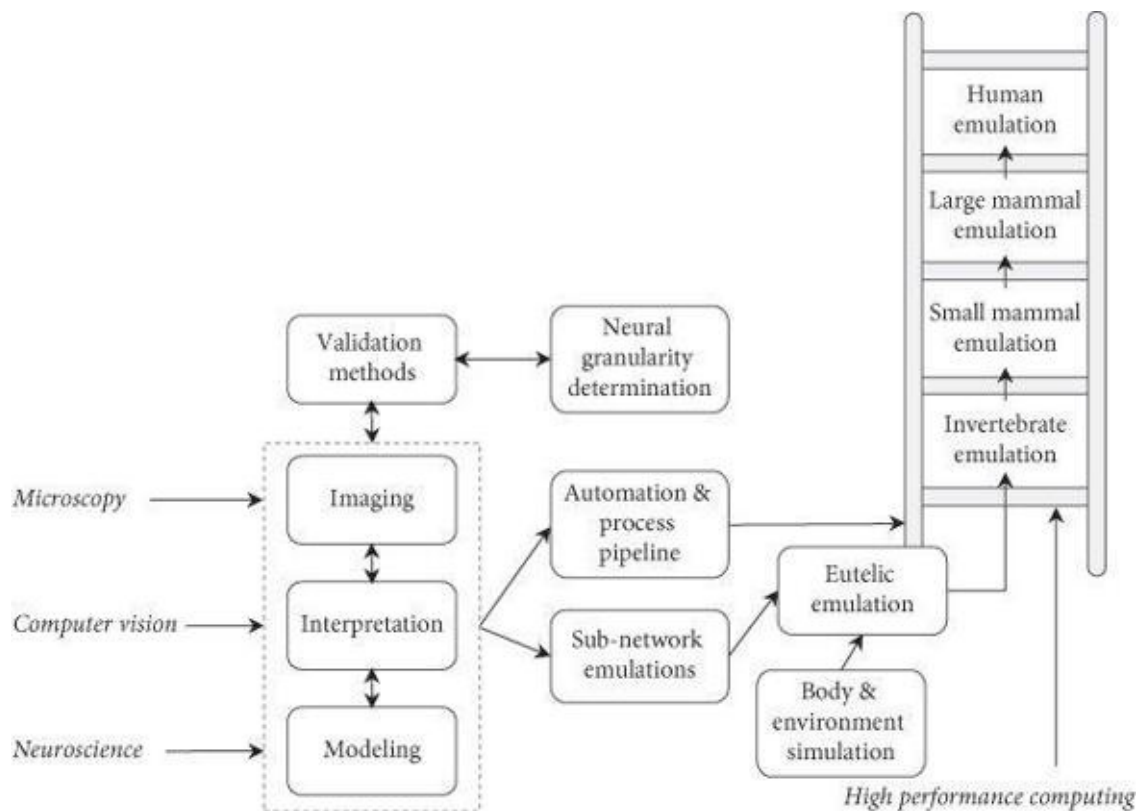 Human
emulation
Large mammal
emulation
Small mammal
emulation
Invertebrate
emulation
Validation
methods
Neural
granularity
determination
Microscopy
Imaging
Automation &
process
pipeline
Computer vision
Interpretation
Sub-network
emulations
Eutelic
emulation
Neuroscience
Modeling
Body &
environment
simulation
High performance computing